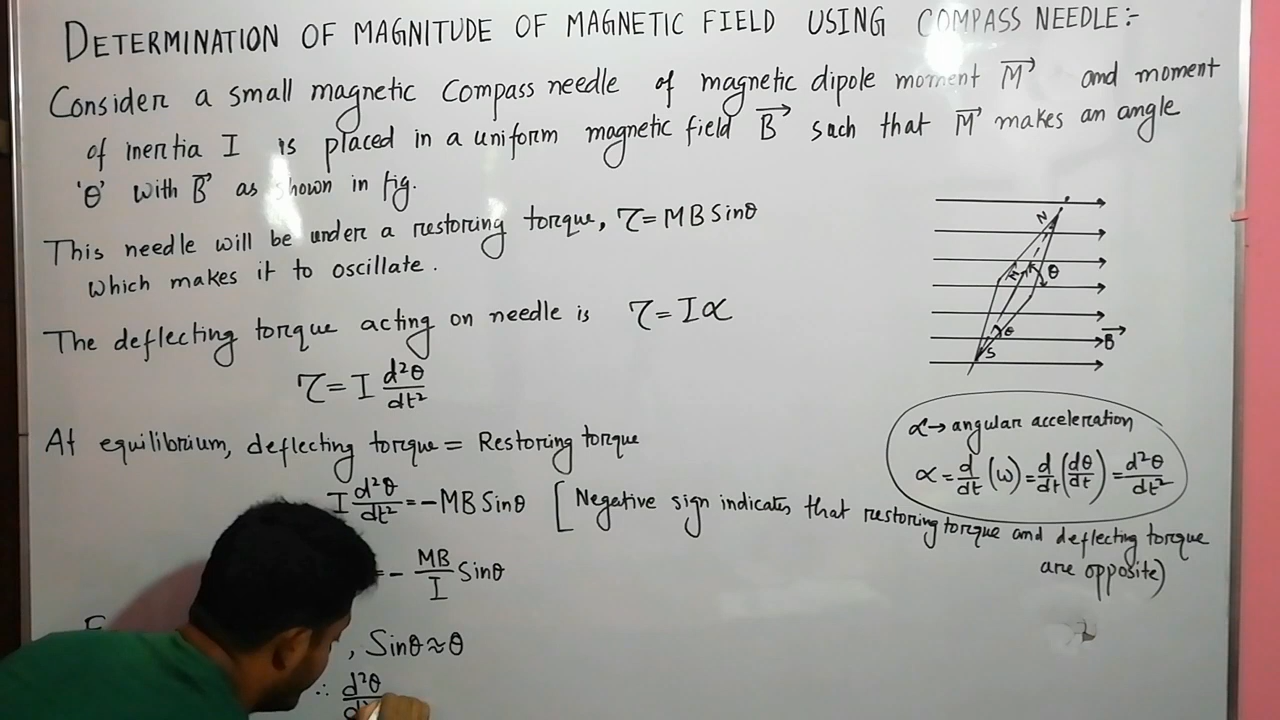 DETERMINATION OF MAGNITUDE OF MAGNETIC FIELD USING COMPASS NEEDLE:-
Consider a small magnetic compass needle of magnetic dipole moment M⃗ and moment
of inertia I is placed in a uniform magnetic field B⃗ such that M⃗ makes an angle
'θ' with B⃗ as shown in fig.
This needle will be under a restoring torque, τ=MBSinθ
which makes it to oscillate.
The deflecting torque acting on needle is τ=Iα
τ=I d²θ/dt²
At equilibrium, deflecting torque = Restoring torque
I d²θ/dt² = -MBSinθ [Negative sign indicates that restoring torque and deflecting torque
are opposite)
= - MB/I Sinθ
, Sinθ≈θ
∴ d²θ
N
θ
θ
S
B⃗
α→angular acceleration
α = d/dt (ω) = d/dt (dθ/dt) = d²θ/dt²